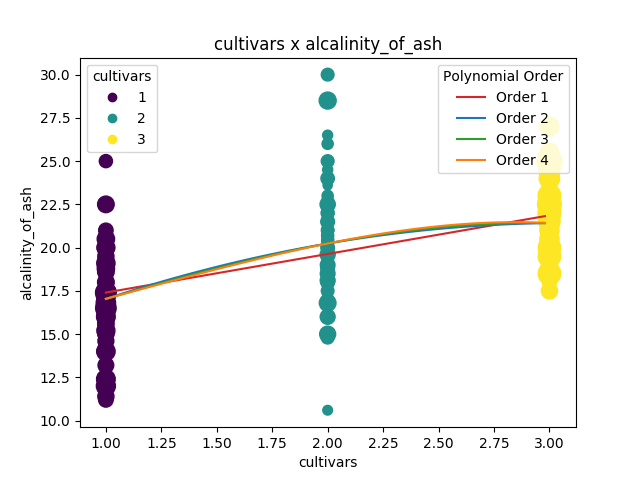 cultivars x alcalinity_of_ash
cultivars
1
2
3
Polynomial Order
Order 1
Order 2
Order 3
Order 4
30.0
27.5
25.0
22.5
20.0
17.5
15.0
12.5
10.0
alcalinity_of_ash
1.00 1.25 1.50 1.75 2.00 2.25 2.50 2.75 3.00
cultivars